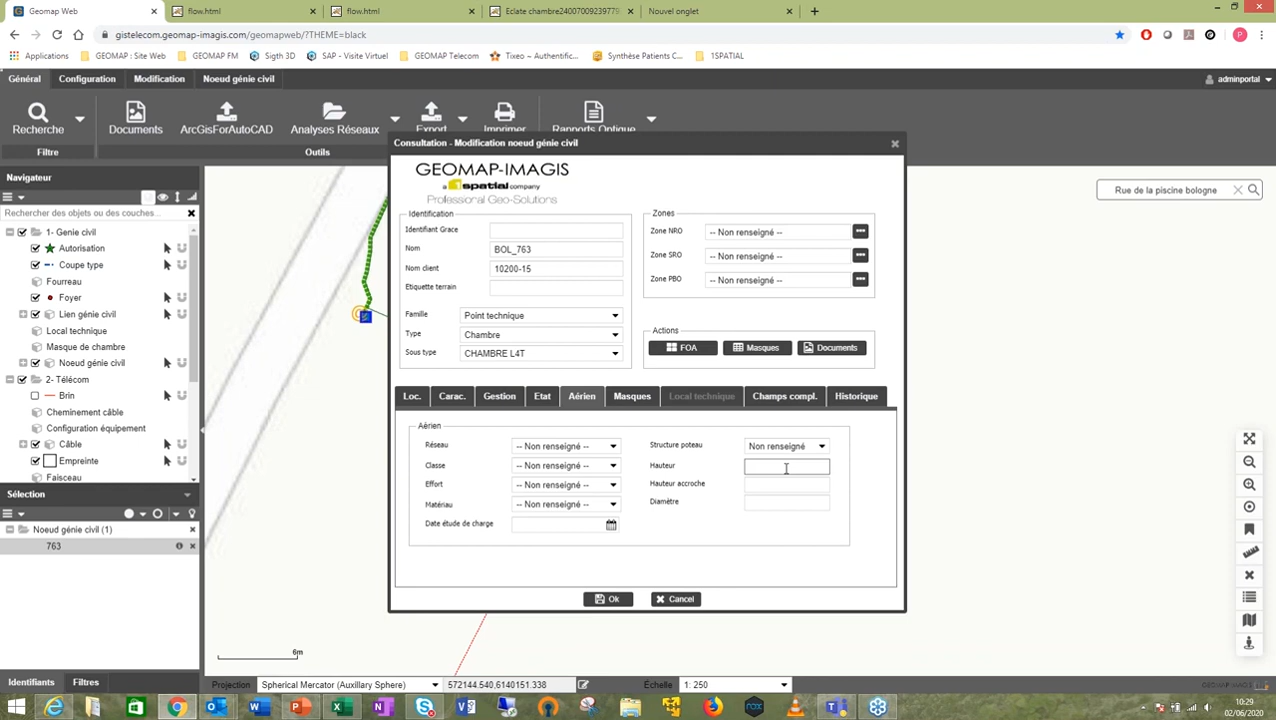 Geomap Web
flow.html
flow.html
Eclate chambre2400700923977
Nouvel onglet
gistelecom.geomap-imagis.com/geomapweb/?THEME=black
Applications
GEOMAP : Site Web
GEOMAP FM
Sigth 3D
SAP - Visite Virtuel
GEOMAP Telecom
Tixeo – Authentific...
Synthèse Patients C...
1SPATIAL
Général
Configuration
Modification
Noeud génie civil
adminportal
Recherche
Documents
ArcGisForAutoCAD
Analyses Réseaux
Export
Imprimer
Rapports Optique
Filtre
Outils
Navigateur
Rechercher des objets ou des couches...
1- Genie civil
Autorisation
Coupe type
Fourreau
Foyer
Lien génie civil
Local technique
Masque de chambre
Noeud génie civil
2- Télécom
Brin
Cheminement câble
Configuration équipement
Câble
Empreinte
Faisceau
Sélection
Noeud génie civil (1)
763
Identifiants
Filtres
Consultation - Modification noeud génie civil
GEOMAP-IMAGIS
a 1spatial company
Professional Geo-Solutions
Identification
Identifiant Grace
Nom
BOL_763
Nom client
10200-15
Etiquette terrain
Famille
Point technique
Type
Chambre
Sous type
CHAMBRE L4T
Zones
Zone NRO
-- Non renseigné --
Zone SRO
-- Non renseigné --
Zone PBO
-- Non renseigné --
Actions
FOA
Masques
Documents
Loc.
Carac.
Gestion
Etat
Aérien
Masques
Local technique
Champs compl.
Historique
Aérien
Réseau
-- Non renseigné --
Classe
-- Non renseigné --
Effort
-- Non renseigné --
Matériau
-- Non renseigné --
Date étude de charge
Structure poteau
Non renseigné
Hauteur
Hauteur accroche
Diamètre
Ok
Cancel
Rue de la piscine bologne
6m
Projection
Spherical Mercator (Auxillary Sphere)
572144.540,6140151.338
Échelle
1: 250
GEOMAP IMAGIS
10:29
02/06/2020